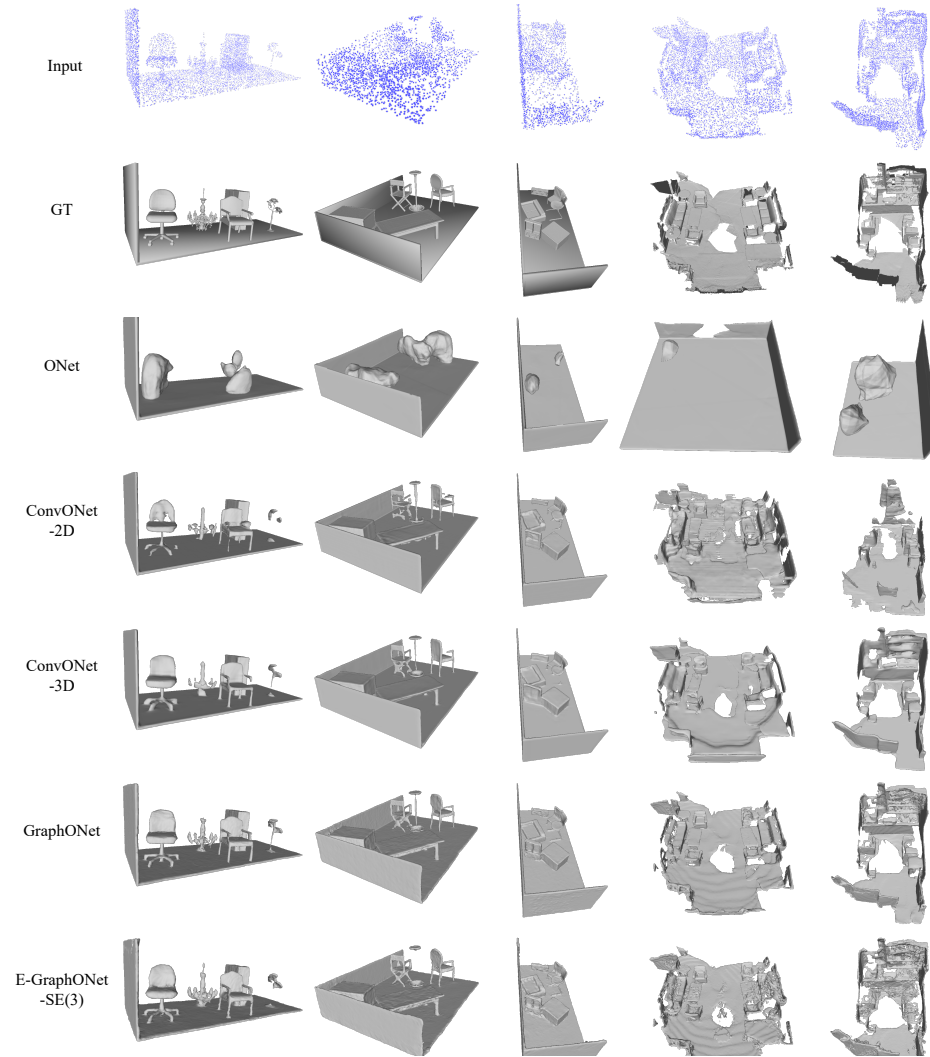 Input
GT
ONet
ConvONet
-2D
ConvONet
-3D
GraphONet
E-GraphONet
-SE(3)